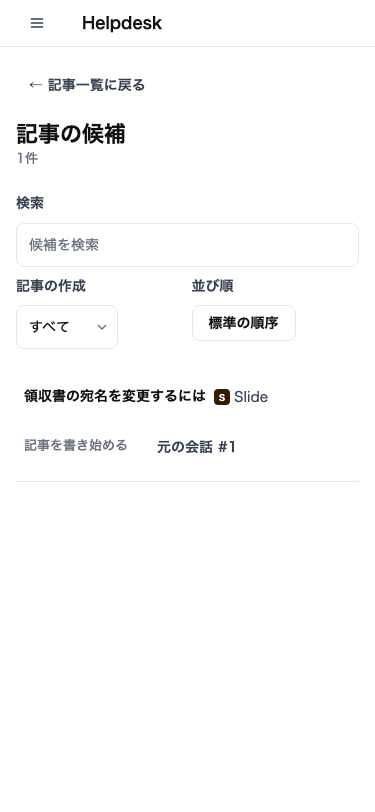 Helpdesk
← 記事一覧に戻る
記事の候補
1件
検索
候補を検索
記事の作成
すべて
並び順
標準の順序
領収書の宛名を変更するには S Slide
記事を書き始める 元の会話 #1